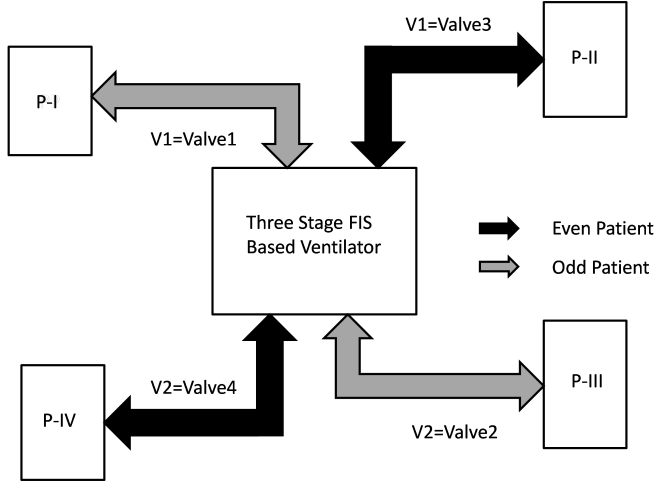 V1=Valve3
P-II
P-I
V1=Valve1
Three Stage FIS
Based Ventilator
Even Patient
Odd Patient
V2=Valve4
P-III
P-IV
V2=Valve2